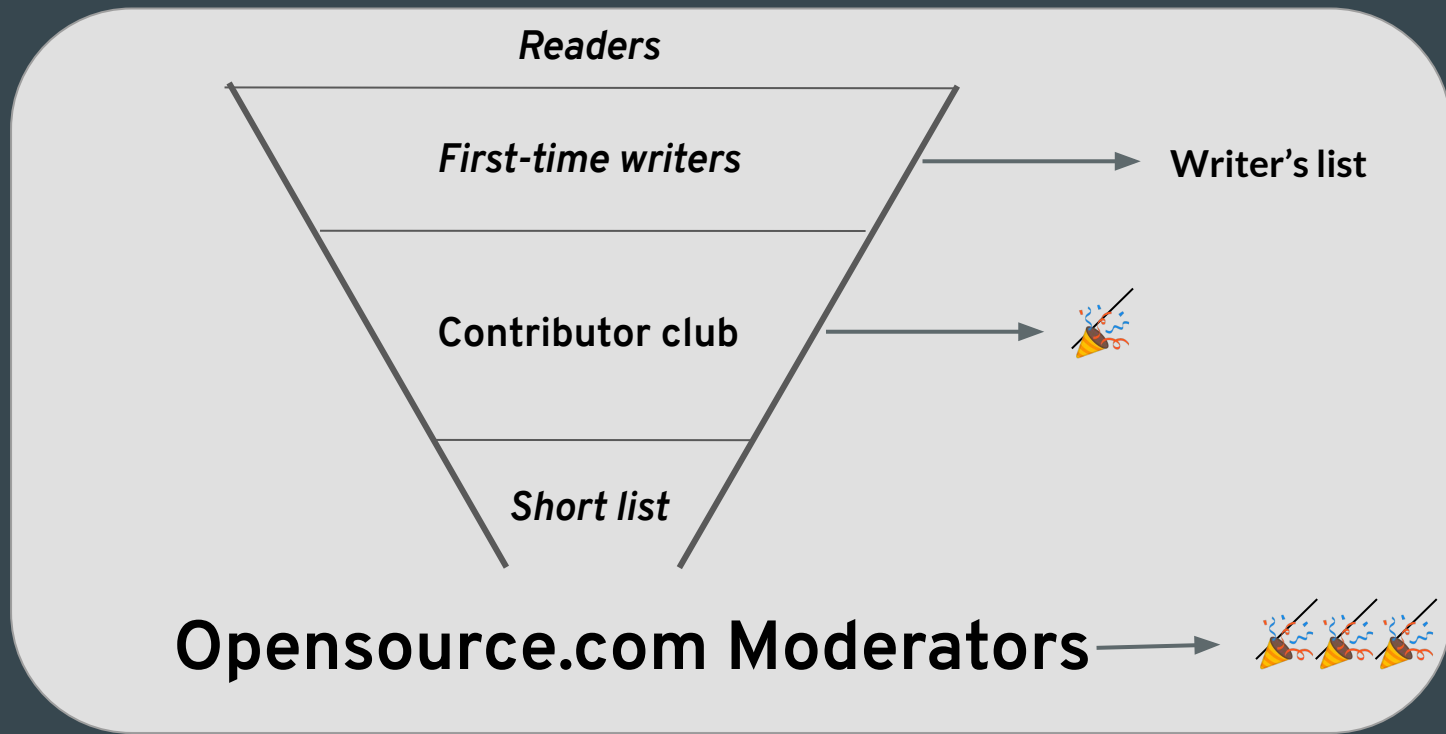 Readers
First-time writers
Writer's list
Contributor club
Short list
Opensource.com Moderators